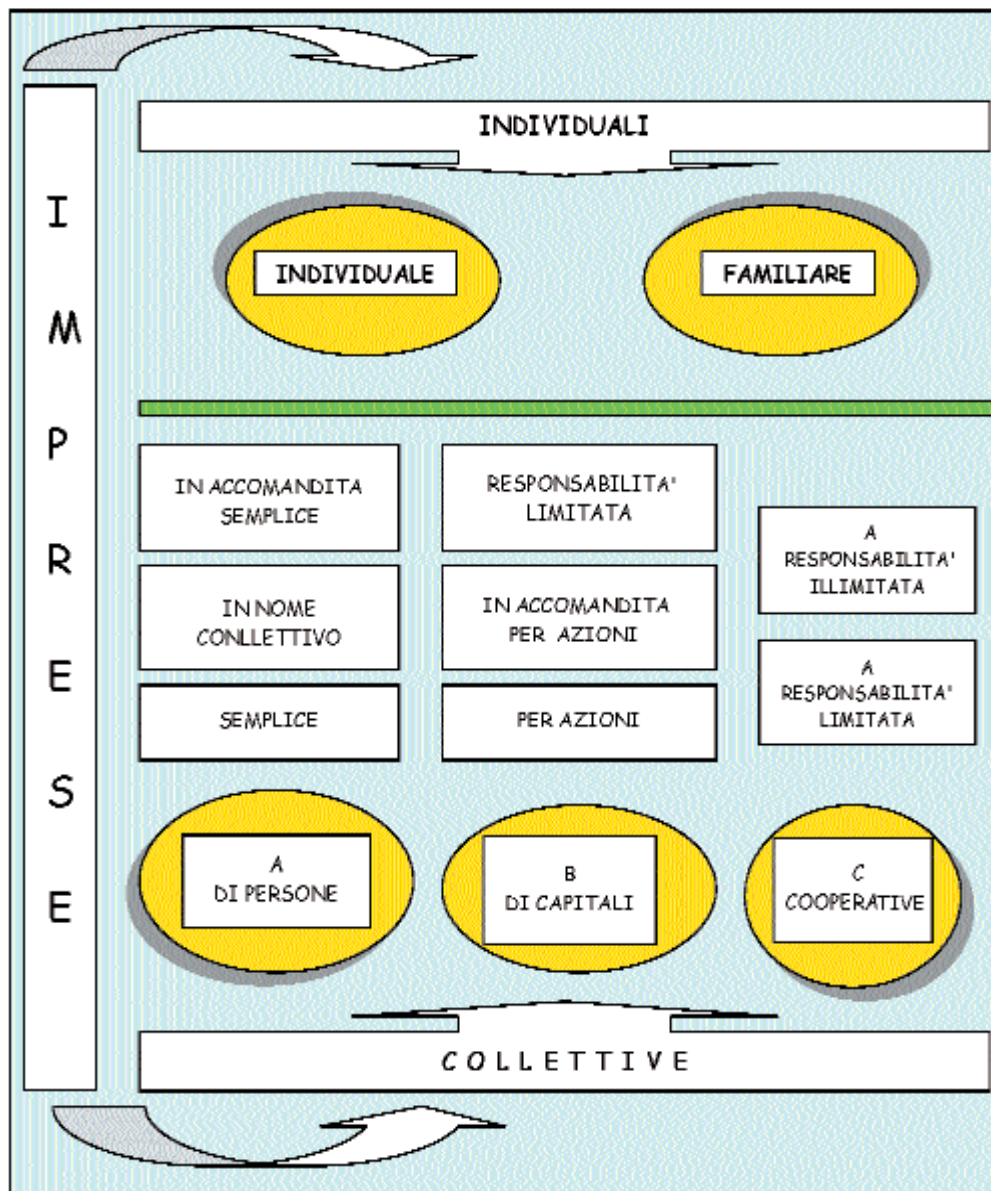 IMPRESE
INDIVIDUALI
INDIVIDUALE
FAMILIARE
IN ACCOMANDITA
SEMPLICE
RESPONSABILITA'
LIMITATA
A
RESPONSABILITA'
ILLIMITATA
IN NOME
CONLLETTIVO
IN ACCOMANDITA
PER AZIONI
A
RESPONSABILITA'
LIMITATA
SEMPLICE
PER AZIONI
A
DI PERSONE
B
DI CAPITALI
C
COOPERATIVE
COLLETTIVE